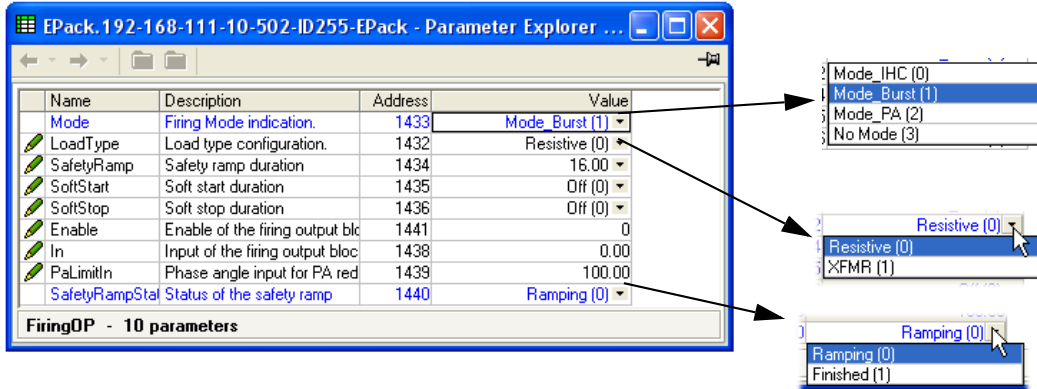 EPack.192-168-111-10-502-ID255-EPack - Parameter Explorer ...
Name Description Address Value
Mode Firing Mode indication. 1433 Mode_Burst (1)
LoadType Load type configuration. 1432 Resistive (0)
SafetyRamp Safety ramp duration 1434 16.00
SoftStart Soft start duration 1435 Off (0)
SoftStop Soft stop duration 1436 Off (0)
Enable Enable of the firing output blc 1441 0
In Input of the firing output bloc 1438 0.00
PaLimitIn Phase angle input for PA red 1439 100.00
SafetyRampStat Status of the safety ramp 1440 Ramping (0)
FiringOP - 10 parameters
Mode_IHC (0)
Mode_Burst (1)
Mode_PA (2)
No Mode (3)
Resistive (0)
Resistive (0)
XFMR (1)
Ramping (0)
Ramping (0)
Finished (1)